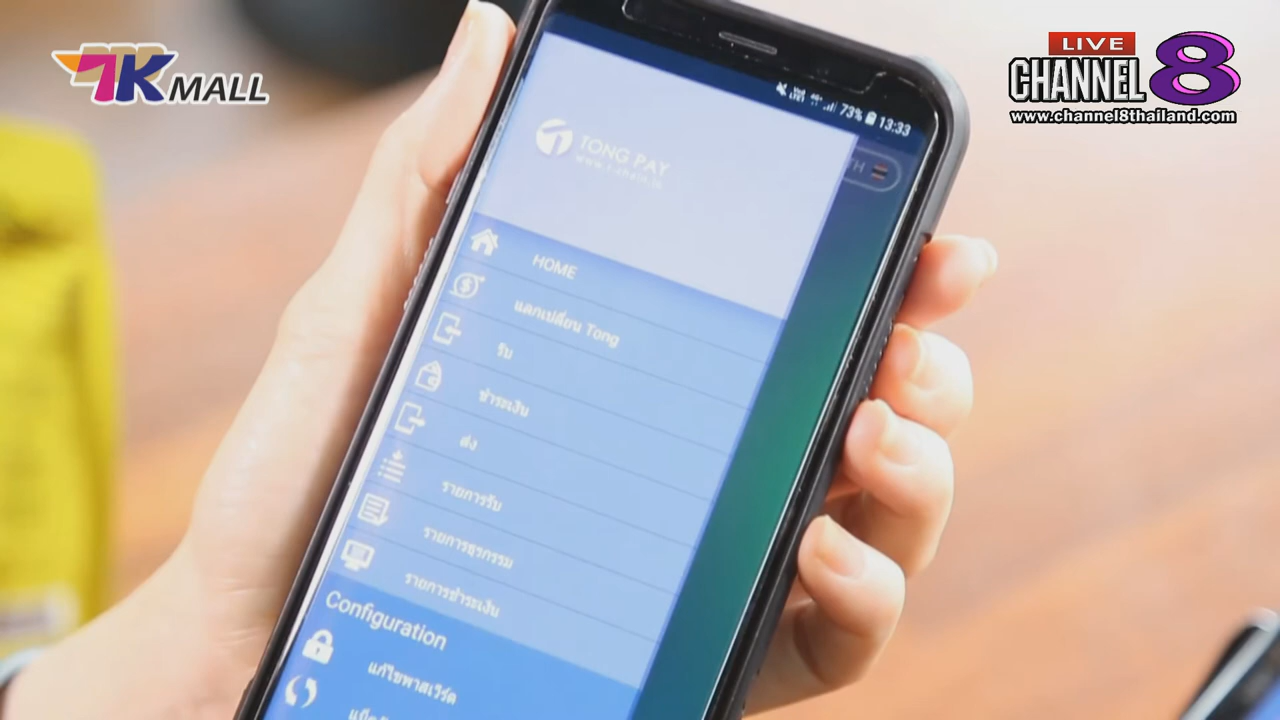 7K MALL
LIVE
CHANNEL 8
www.channel8thailand.com
73% 13:33
TONG PAY
TH
HOME
แลกเปลี่ยน Tong
รับ
ชำระเงิน
ส่ง
รายการรับ
รายการธุรกรรม
รายการชำระเงิน
Configuration
แก้ไขพาสเวิร์ด